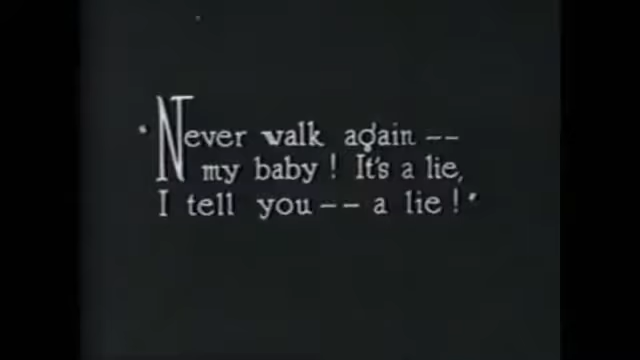 "Never walk again --
my baby! It's a lie,
I tell you -- a lie!"